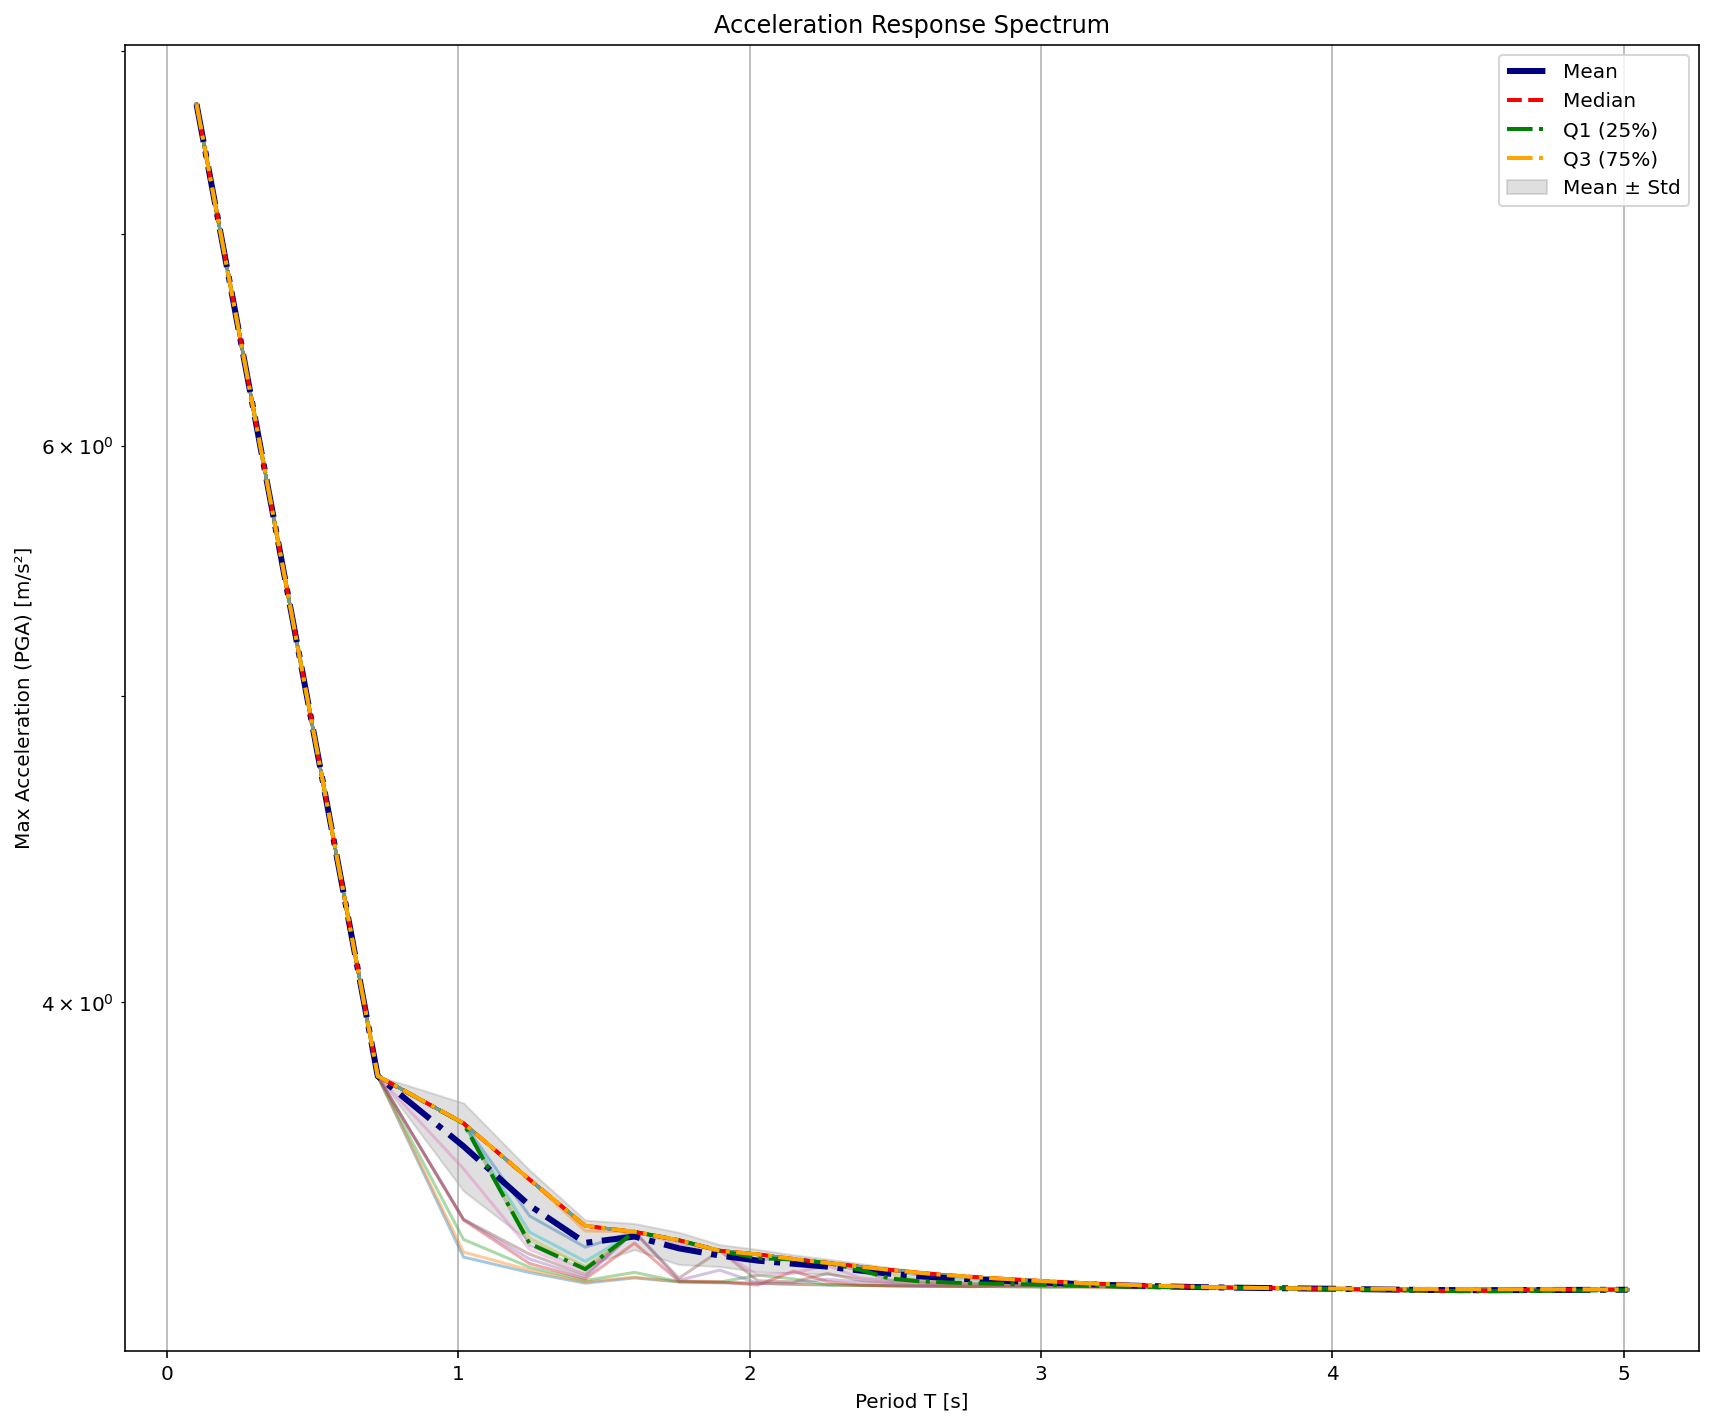 Acceleration Response Spectrum
Mean
Median
Q1 (25%)
Q3 (75%)
Mean ± Std
Max Acceleration (PGA) [m/s²]
6 × 10⁰
4 × 10⁰
0 1 2 3 4 5
Period T [s]